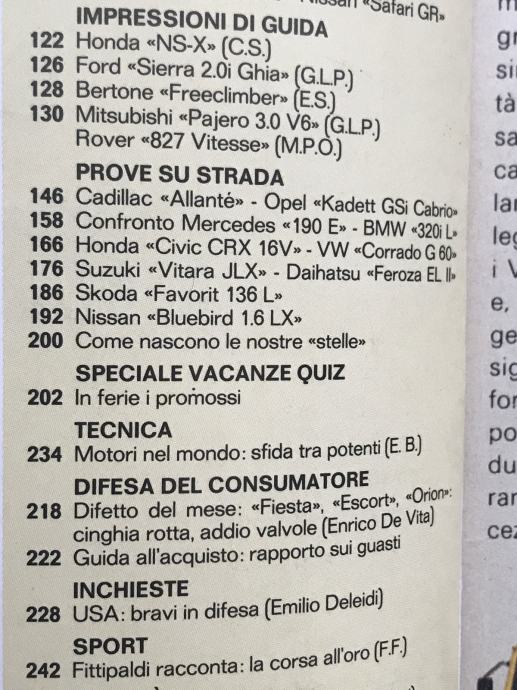 Nissan «Safari GR»
IMPRESSIONI DI GUIDA
122 Honda «NS-X» (C.S.)
126 Ford «Sierra 2.0i Ghia» (G.L.P.)
128 Bertone «Freeclimber» (E.S.)
130 Mitsubishi «Pajero 3.0 V6» (G.L.P.)
Rover «827 Vitesse» (M.P.O.)
PROVE SU STRADA
146 Cadillac «Allanté» - Opel «Kadett GSi Cabrio»
158 Confronto Mercedes «190 E» - BMW «320i L»
166 Honda «Civic CRX 16V» - VW «Corrado G 60»
176 Suzuki «Vitara JLX» - Daihatsu «Feroza EL II»
186 Skoda «Favorit 136 L»
192 Nissan «Bluebird 1.6 LX»
200 Come nascono le nostre «stelle»
SPECIALE VACANZE QUIZ
202 In ferie i promossi
TECNICA
234 Motori nel mondo: sfida tra potenti (E.B.)
DIFESA DEL CONSUMATORE
218 Difetto del mese: «Fiesta», «Escort», «Orion»:
cinghia rotta, addio valvole (Enrico De Vita)
222 Guida all'acquisto: rapporto sui guasti
INCHIESTE
228 USA: bravi in difesa (Emilio Deleidi)
SPORT
242 Fittipaldi racconta: la corsa all'oro (F.F.)